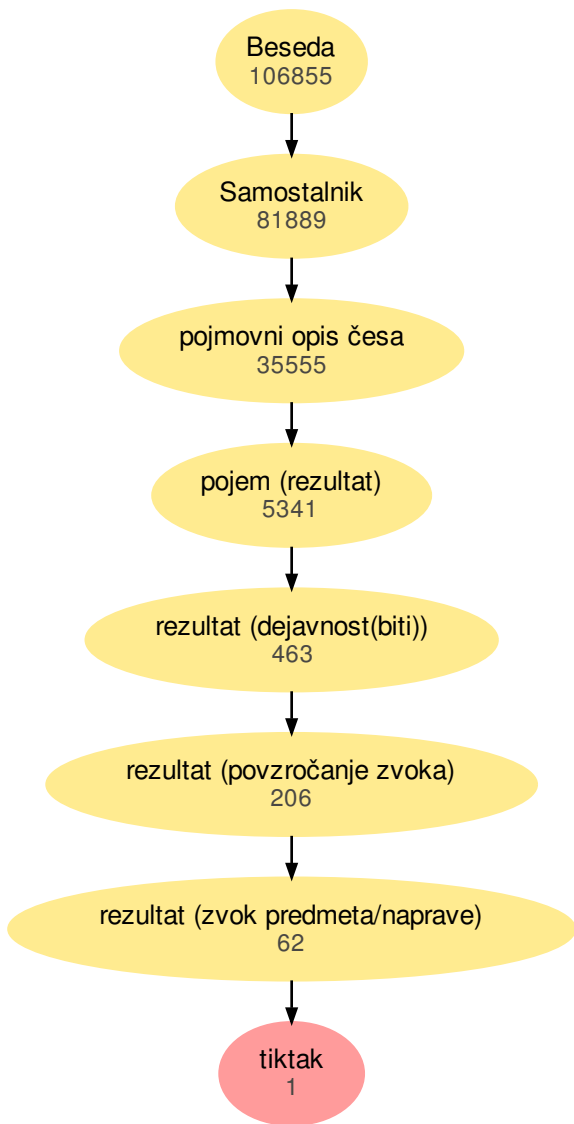 Beseda
106855
Samostalnik
81889
pojmovni opis česa
35555
pojem (rezultat)
5341
rezultat (dejavnost(biti))
463
rezultat (povzročanje zvoka)
206
rezultat (zvok predmeta/naprave)
62
tiktak
1